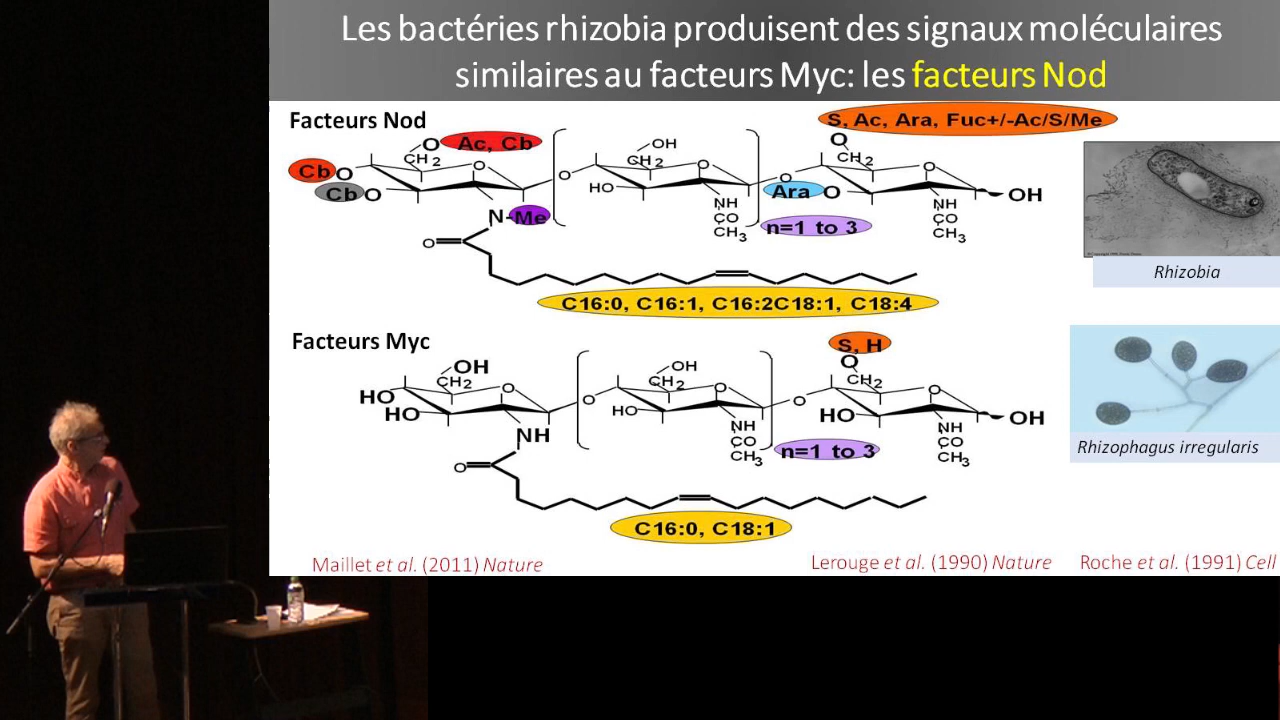 Les bactéries rhizobia produisent des signaux moléculaires
similaires au facteurs Myc: les facteurs Nod
Facteurs Nod
S, Ac, Ara, Fuc+/-Ac/S/Me
O Ac, Cb
CH2
O
OH
CH2
O
O
CH2
O
Cb O
Cb O
O
HO
O
Ara O
OH
N-Me
NH
CO
CH3
n=1 to 3
NH
CO
CH3
O
C16:0, C16:1, C16:2C18:1, C18:4
Rhizobia
Facteurs Myc
S, H
O
OH
CH2
O
OH
CH2
O
CH2
O
HO
HO
O
HO
O
HO
OH
NH
NH
CO
CH3
n=1 to 3
NH
CO
CH3
O
C16:0, C18:1
Rhizophagus irregularis
Maillet et al. (2011) Nature
Lerouge et al. (1990) Nature
Roche et al. (1991) Cell